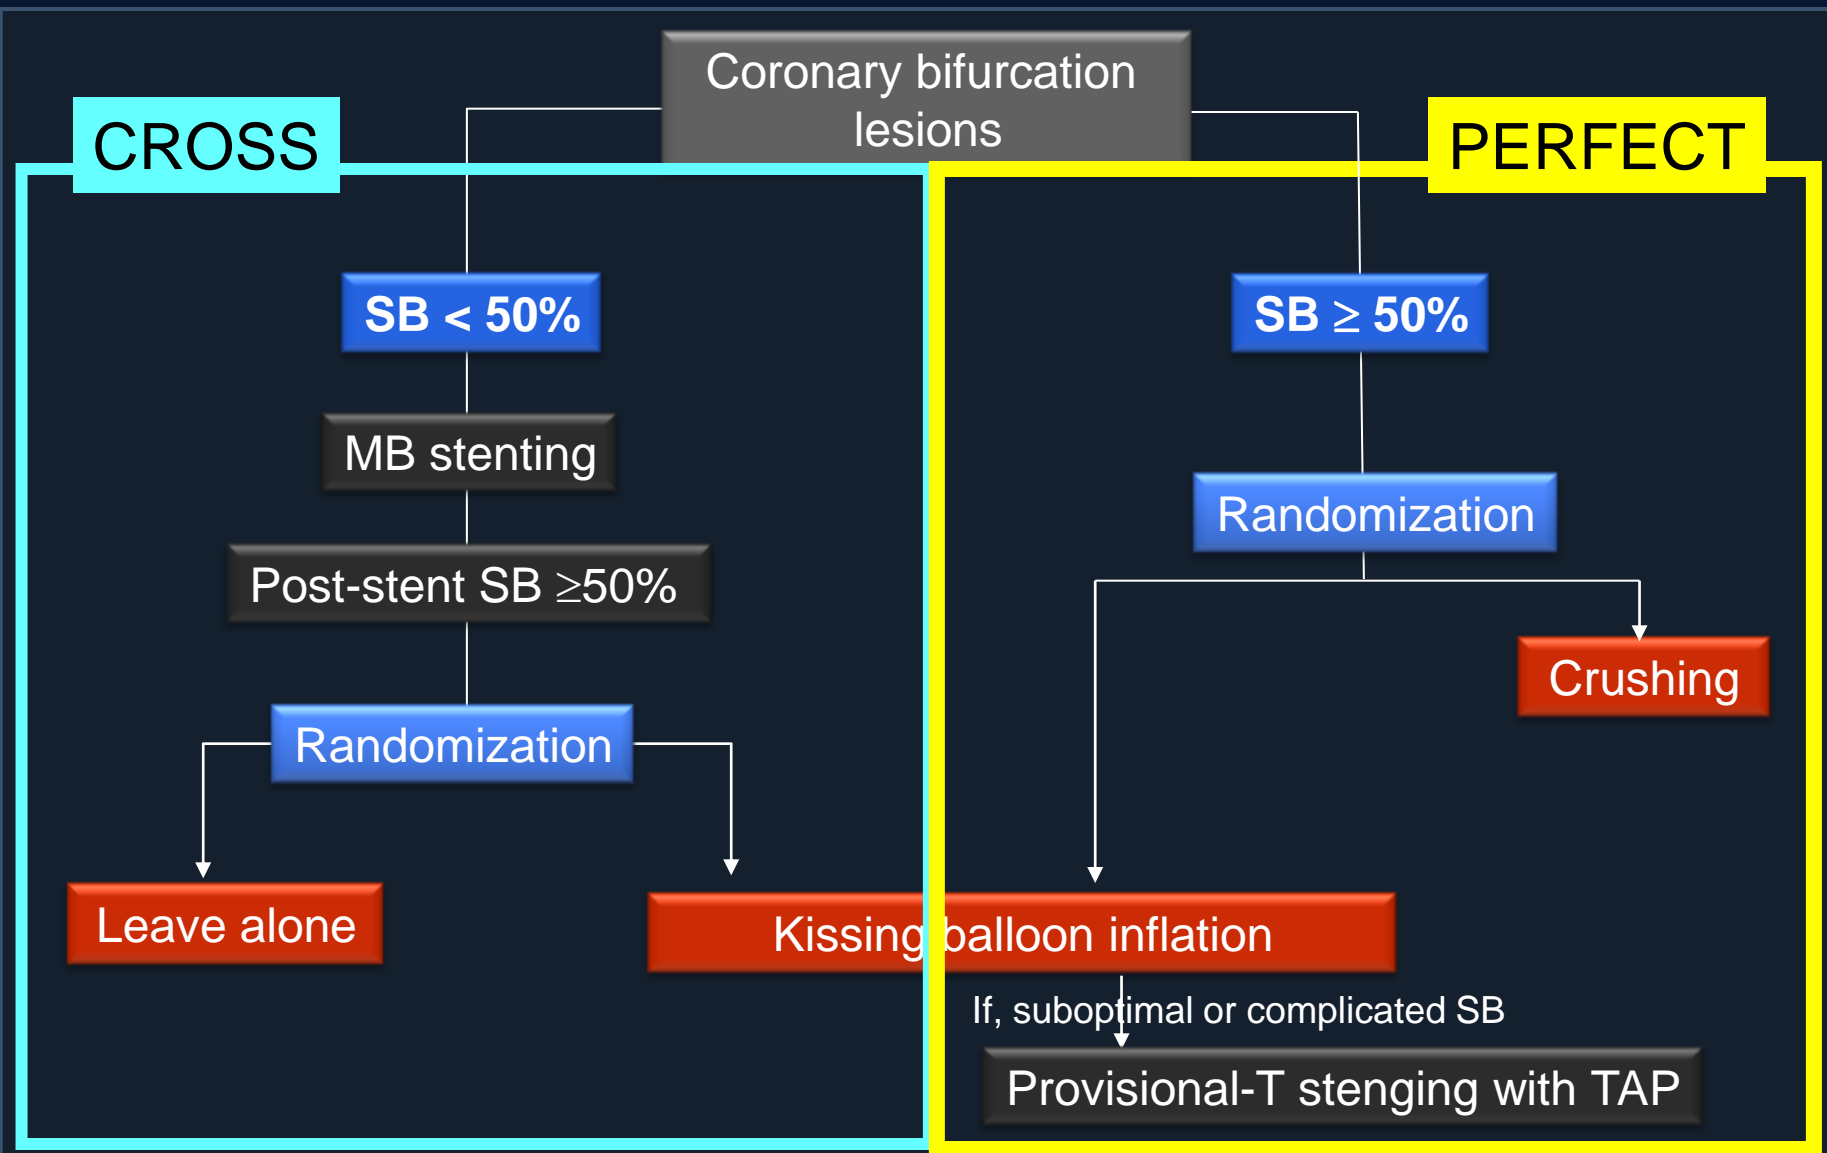 Coronary bifurcation
lesions
CROSS
PERFECT
SB < 50%
SB ≥ 50%
MB stenting
Randomization
Post-stent SB ≥50%
Crushing
Randomization
Leave alone
Kissing balloon inflation
If, suboptimal or complicated SB
Provisional-T stenging with TAP